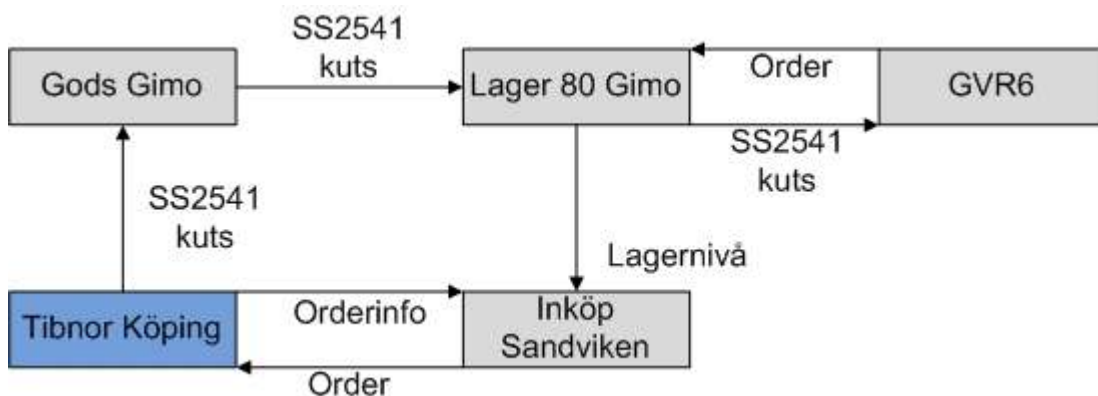 SS2541
kuts
Gods Gimo
Lager 80 Gimo
Order
GVR6
SS2541
kuts
SS2541
kuts
Lagernivå
Tibnor Köping
Orderinfo
Inköp
Sandviken
Order